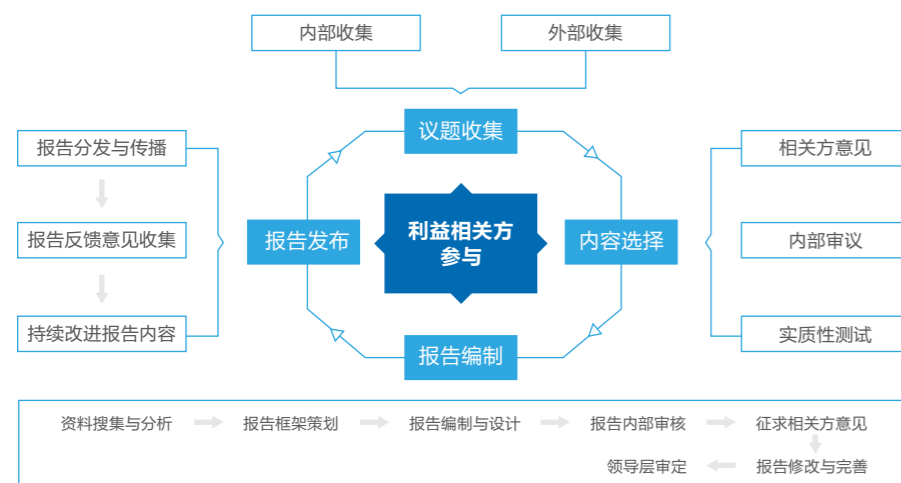 内部收集
外部收集
议题收集
报告分发与传播
相关方意见
报告反馈意见收集
报告发布
利益相关方
参与
内容选择
内部审议
持续改进报告内容
报告编制
实质性测试
资料搜集与分析
报告框架策划
报告编制与设计
报告内部审核
征求相关方意见
领导层审定
报告修改与完善